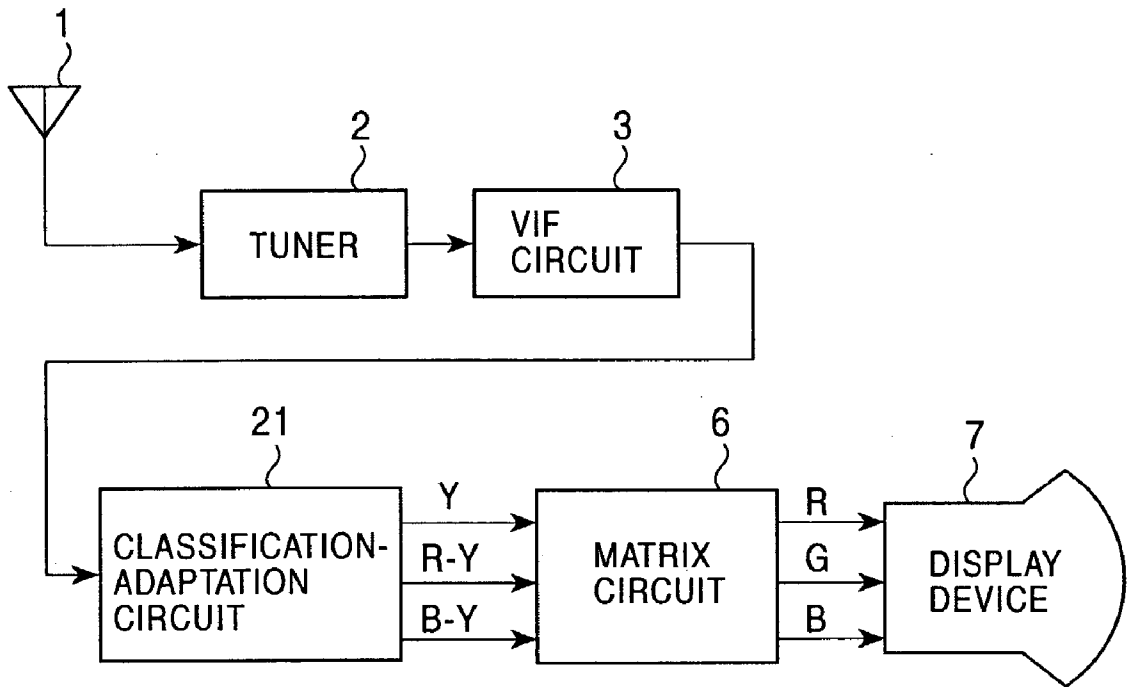 1
2
3
TUNER
VIF
CIRCUIT
21
6
7
CLASSIFICATION-
ADAPTATION
CIRCUIT
Y
R-Y
B-Y
MATRIX
CIRCUIT
R
G
B
DISPLAY
DEVICE